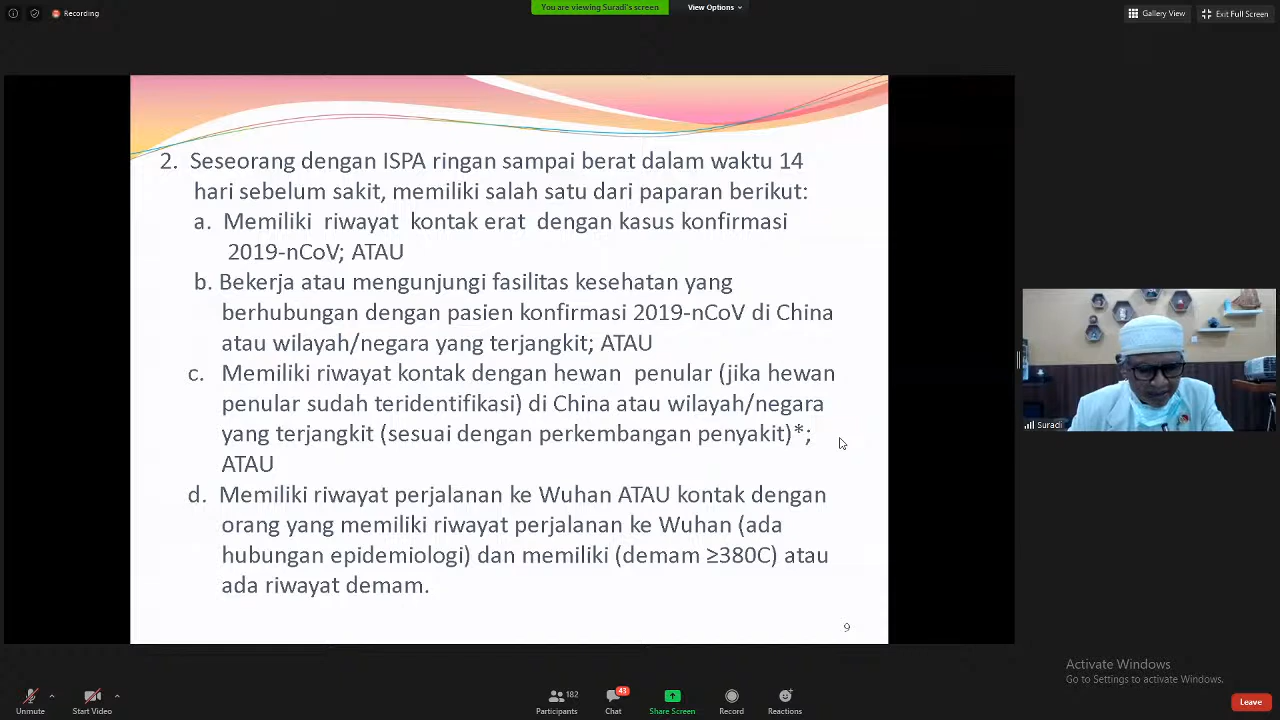 Recording
You are viewing Suradi's screen
View Options
Gallery View
Exit Full Screen
2. Seseorang dengan ISPA ringan sampai berat dalam waktu 14
hari sebelum sakit, memiliki salah satu dari paparan berikut:
a. Memiliki riwayat kontak erat dengan kasus konfirmasi
2019-nCoV; ATAU
b. Bekerja atau mengunjungi fasilitas kesehatan yang
berhubungan dengan pasien konfirmasi 2019-nCoV di China
atau wilayah/negara yang terjangkit; ATAU
c. Memiliki riwayat kontak dengan hewan penular (jika hewan
penular sudah teridentifikasi) di China atau wilayah/negara
yang terjangkit (sesuai dengan perkembangan penyakit)*;
ATAU
d. Memiliki riwayat perjalanan ke Wuhan ATAU kontak dengan
orang yang memiliki riwayat perjalanan ke Wuhan (ada
hubungan epidemiologi) dan memiliki (demam ≥380C) atau
ada riwayat demam.
9
Suradi
Activate Windows
Go to Settings to activate Windows.
Unmute
Start Video
182
Participants
43
Chat
Share Screen
Record
Reactions
Leave